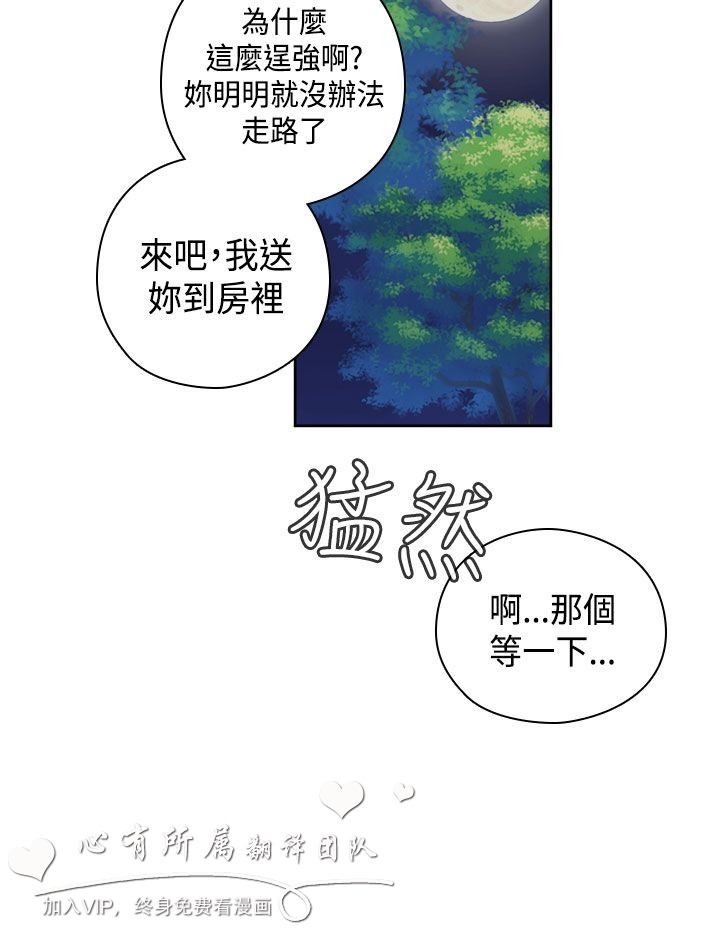 為什麼
這麼逞強啊?
妳明明就沒辦法
走路了
來吧,我送
妳到房裡
猛然
啊...那個
等一下...
心有所属翻译团队
加入VIP，终身免费看漫画